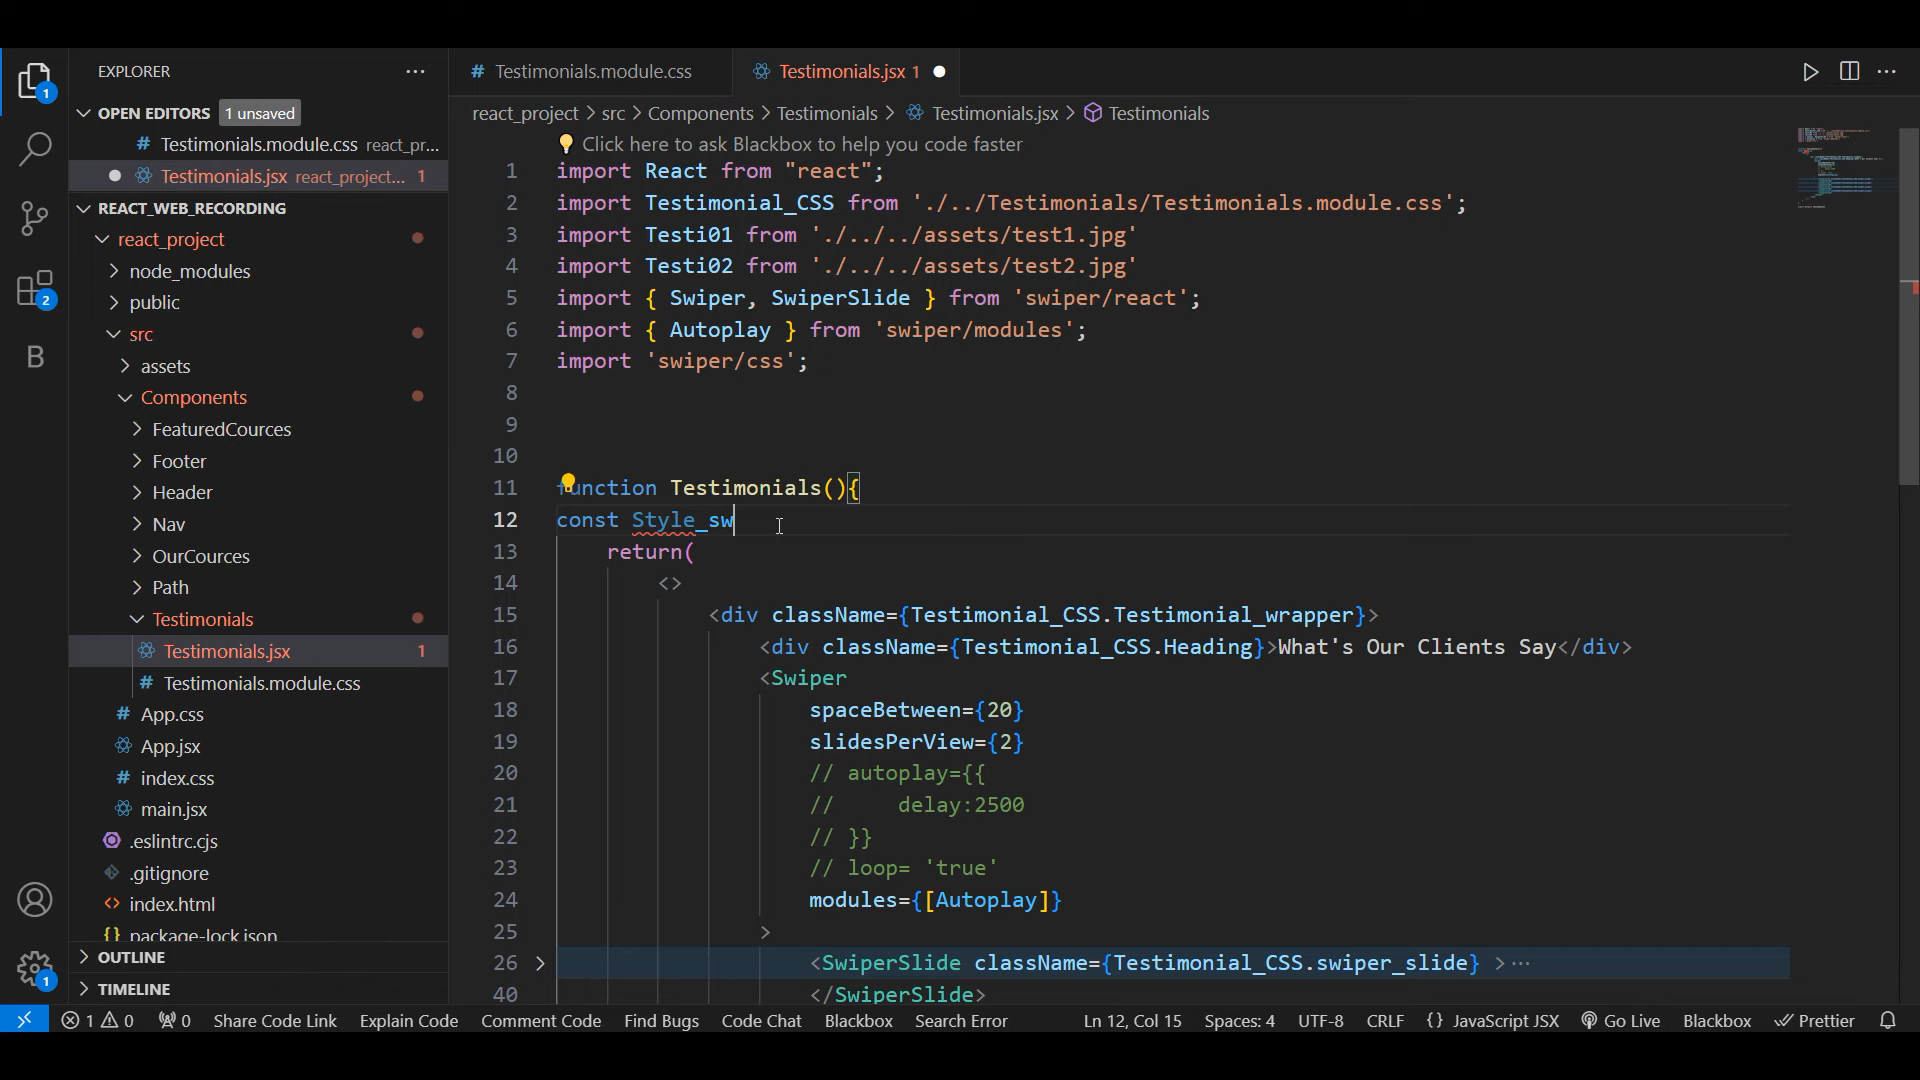 EXPLORER
OPEN EDITORS 1 unsaved
# Testimonials.module.css react_pr...
Testimonials.jsx react_project... 1
REACT_WEB_RECORDING
react_project
node_modules
public
src
assets
Components
FeaturedCources
Footer
Header
Nav
OurCources
Path
Testimonials
Testimonials.jsx 1
# Testimonials.module.css
# App.css
App.jsx
# index.css
main.jsx
.eslintrc.cjs
.gitignore
<> index.html
{} package-lock.json
OUTLINE
TIMELINE
1
2
B
1
# Testimonials.module.css
Testimonials.jsx 1
react_project > src > Components > Testimonials > Testimonials.jsx > Testimonials
Click here to ask Blackbox to help you code faster
1 import React from "react";
2 import Testimonial_CSS from './../Testimonials/Testimonials.module.css';
3 import Testi01 from './../../assets/test1.jpg'
4 import Testi02 from './../../assets/test2.jpg'
5 import { Swiper, SwiperSlide } from 'swiper/react';
6 import { Autoplay } from 'swiper/modules';
7 import 'swiper/css';
8
9
10
11 function Testimonials(){
12 const Style_sw
13 return(
14 <>
15 <div className={Testimonial_CSS.Testimonial_wrapper}>
16 <div className={Testimonial_CSS.Heading}>What's Our Clients Say</div>
17 <Swiper
18 spaceBetween={20}
19 slidesPerView={2}
20 // autoplay={{
21 // delay:2500
22 // }}
23 // loop= 'true'
24 modules={[Autoplay]}
25 >
26 <SwiperSlide className={Testimonial_CSS.swiper_slide} >···
40 </SwiperSlide>
1 0 0 Share Code Link Explain Code Comment Code Find Bugs Code Chat Blackbox Search Error Ln 12, Col 15 Spaces: 4 UTF-8 CRLF {} JavaScript JSX Go Live Blackbox Prettier